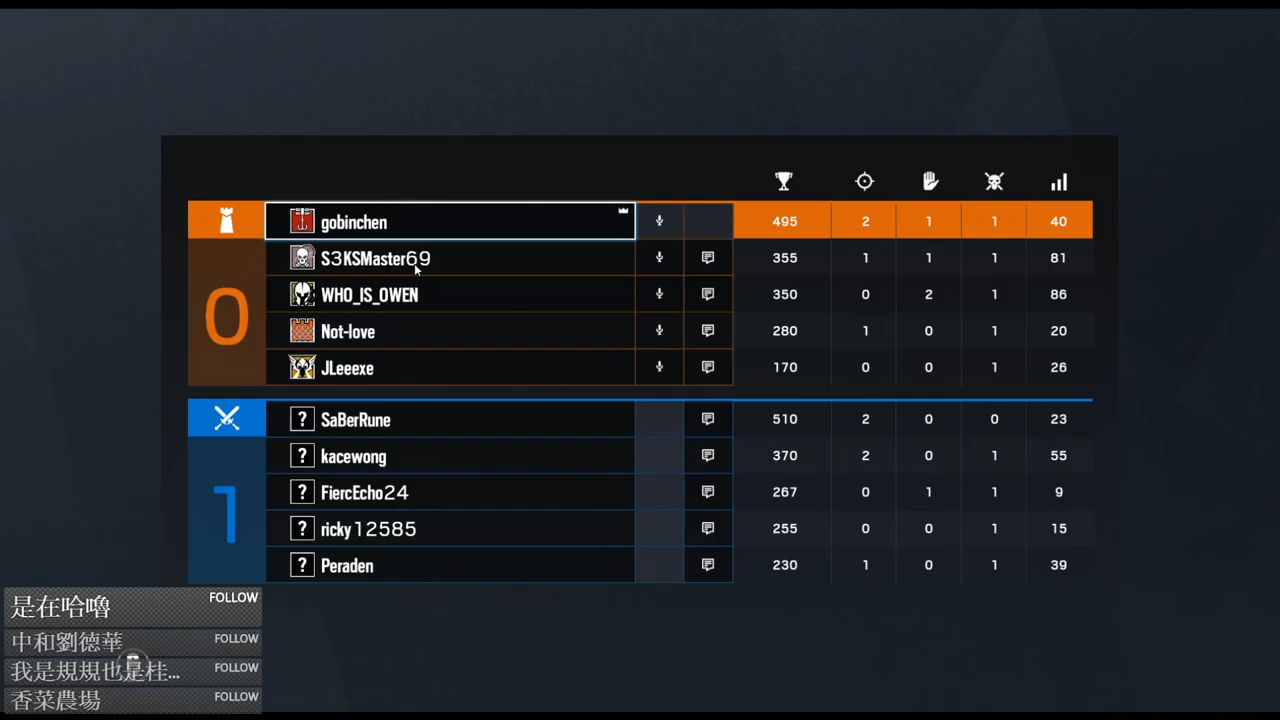 gobinchen 495 2 1 1 40
S3KSMaster69 355 1 1 1 81
WHO_IS_OWEN 350 0 2 1 86
0
Not-love 280 1 0 1 20
JLeeexe 170 0 0 1 26
SaBerRune 510 2 0 0 23
kacewong 370 2 0 1 55
FiercEcho24 267 0 1 1 9
1
ricky12585 255 0 0 1 15
Peraden 230 1 0 1 39
是在哈嚕 FOLLOW
中和劉德華 FOLLOW
我是規規也是桂... FOLLOW
香菜農場 FOLLOW